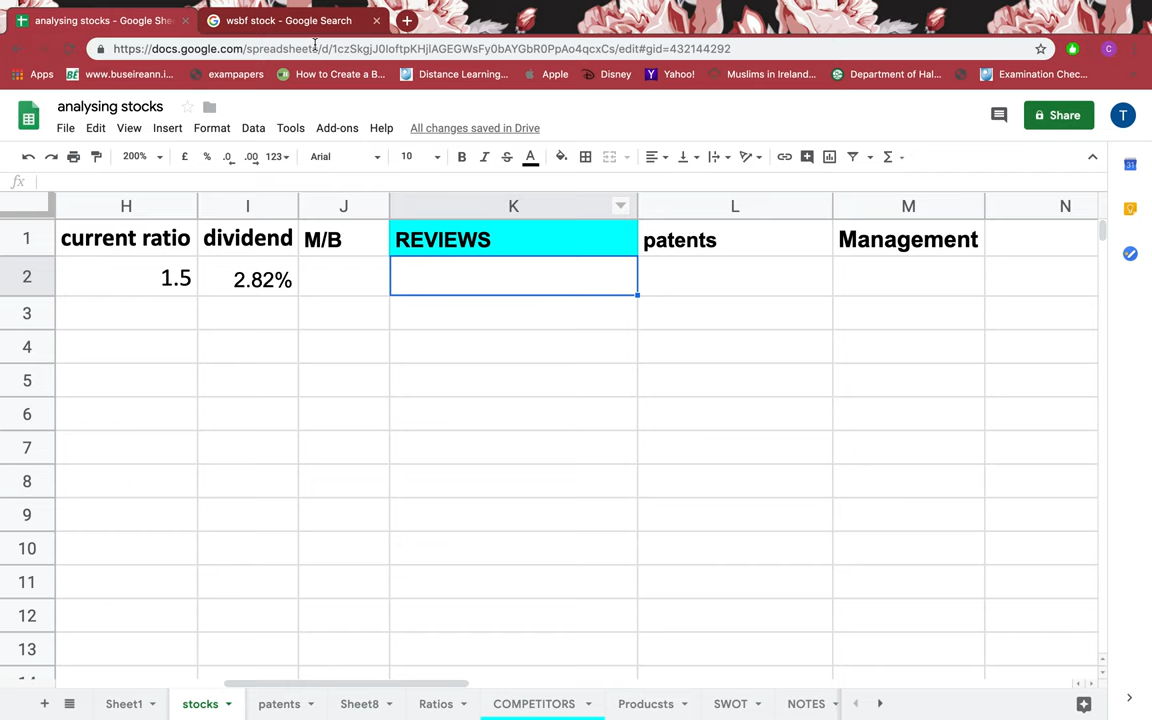 analysing stocks - Google She
wsbf stock - Google Search
https://docs.google.com/spreadsheets/d/1czSkgjJ0IoftpKHjlAGEGWsFy0bAYGbR0PpAo4qcxCs/edit#gid=432144292
C
Apps
www.buseireann.i...
exampapers
How to Create a B...
Distance Learning...
Apple
Disney
Yahoo!
Muslims in Ireland...
Department of Hal...
Examination Chec...
analysing stocks
File Edit View Insert Format Data Tools Add-ons Help All changes saved in Drive
Share
T
200% £ % .0 .00 123 Arial 10 B I S A
fx
H I J K L M N
1 current ratio dividend M/B REVIEWS patents Management
2 1.5 2.82%
3
4
5
6
7
8
9
10
11
12
13
Sheet1 stocks patents Sheet8 Ratios COMPETITORS Producsts SWOT NOTES